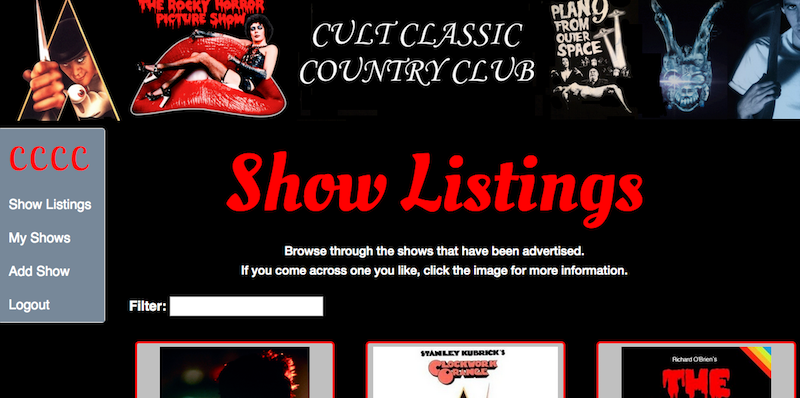 THE ROCKY HORROR
PICTURE SHOW
CULT CLASSIC
COUNTRY CLUB
PLAN 9
FROM
OUTER
SPACE
CCCC
Show Listings
My Shows
Add Show
Logout
Show Listings
Browse through the shows that have been advertised.
If you come across one you like, click the image for more information.
Filter:
STANLEY KUBRICK'S
CLOCKWORK
ORANGE
Richard O'Brien's
THE